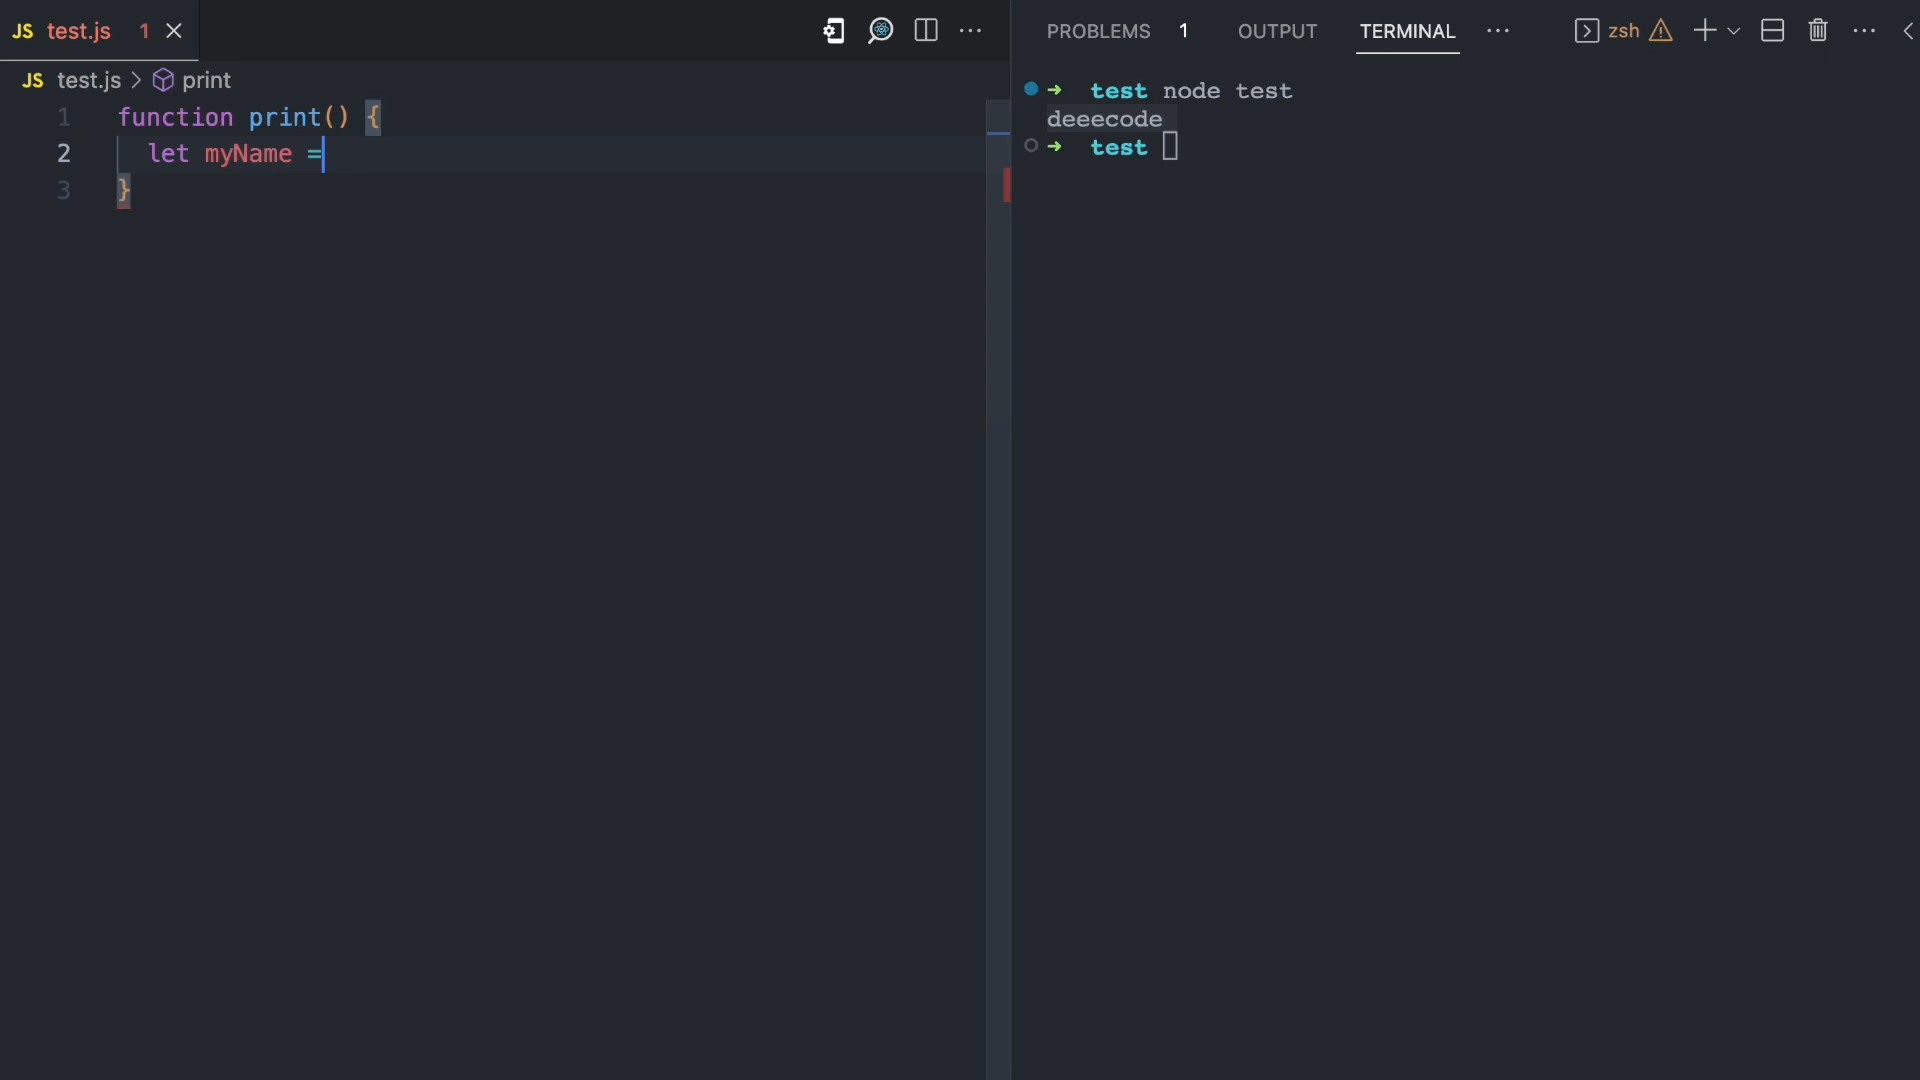 JS test.js 1
PROBLEMS 1 OUTPUT TERMINAL zsh
JS test.js > print
1 function print() {
2 let myName =
3 }
➜ test node test
deeecode
➜ test